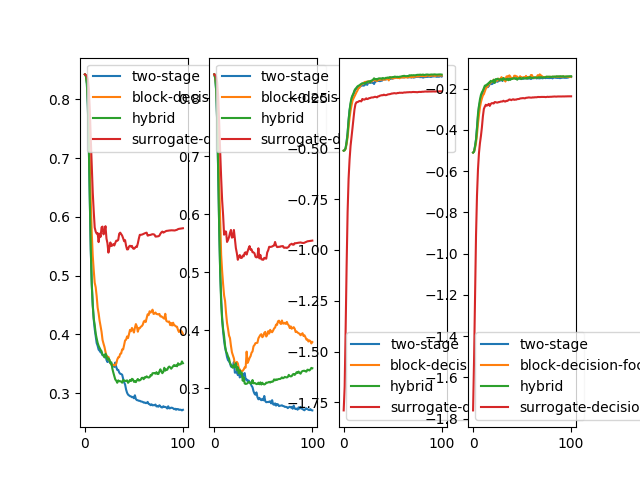 0.8
0.7
0.6
0.5
0.4
0.3
0
100
two-stage
block-decis
hybrid
surrogate-d
0.8
0.7
0.6
0.5
0.4
0.3
0
100
two-stage
block-decis
hybrid
surrogate-d
−0.25
−0.50
−0.75
−1.00
−1.25
−1.50
−1.75
0
100
two-stage
block-decis
hybrid
surrogate-d
−0.2
−0.4
−0.6
−0.8
−1.0
−1.2
−1.4
−1.6
−1.8
0
100
two-stage
block-decision-foc
hybrid
surrogate-decisio